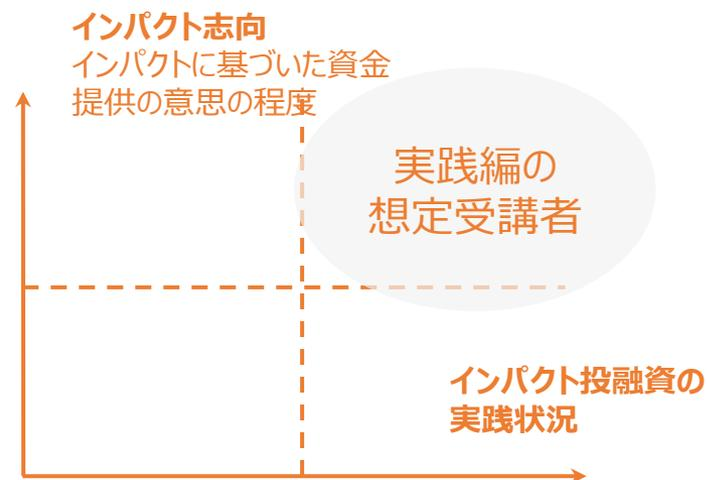 インパクト志向
インパクトに基づいた資金
提供の意思の程度
実践編の
想定受講者
インパクト投融資の
実践状況